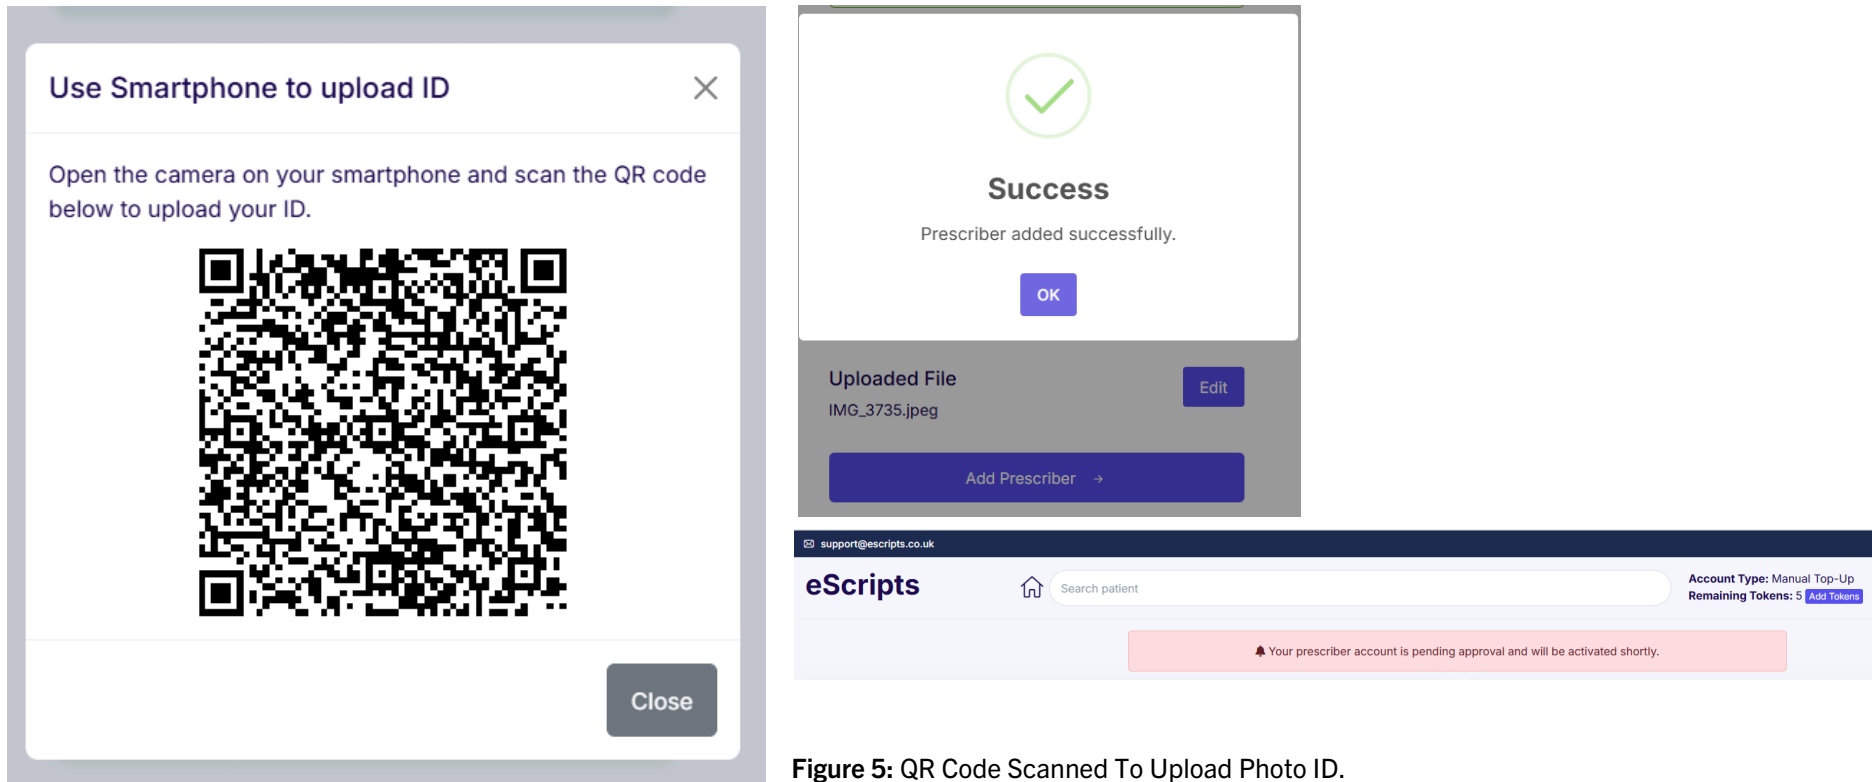 Use Smartphone to upload ID
Open the camera on your smartphone and scan the QR code
below to upload your ID.
Close
Success
Prescriber added successfully.
OK
Uploaded File
Edit
IMG_3735.jpeg
Add Prescriber →
support@escripts.co.uk
eScripts
Search patient
Account Type: Manual Top-Up
Remaining Tokens: 5 Add Tokens
Your prescriber account is pending approval and will be activated shortly.
Figure 5: QR Code Scanned To Upload Photo ID.